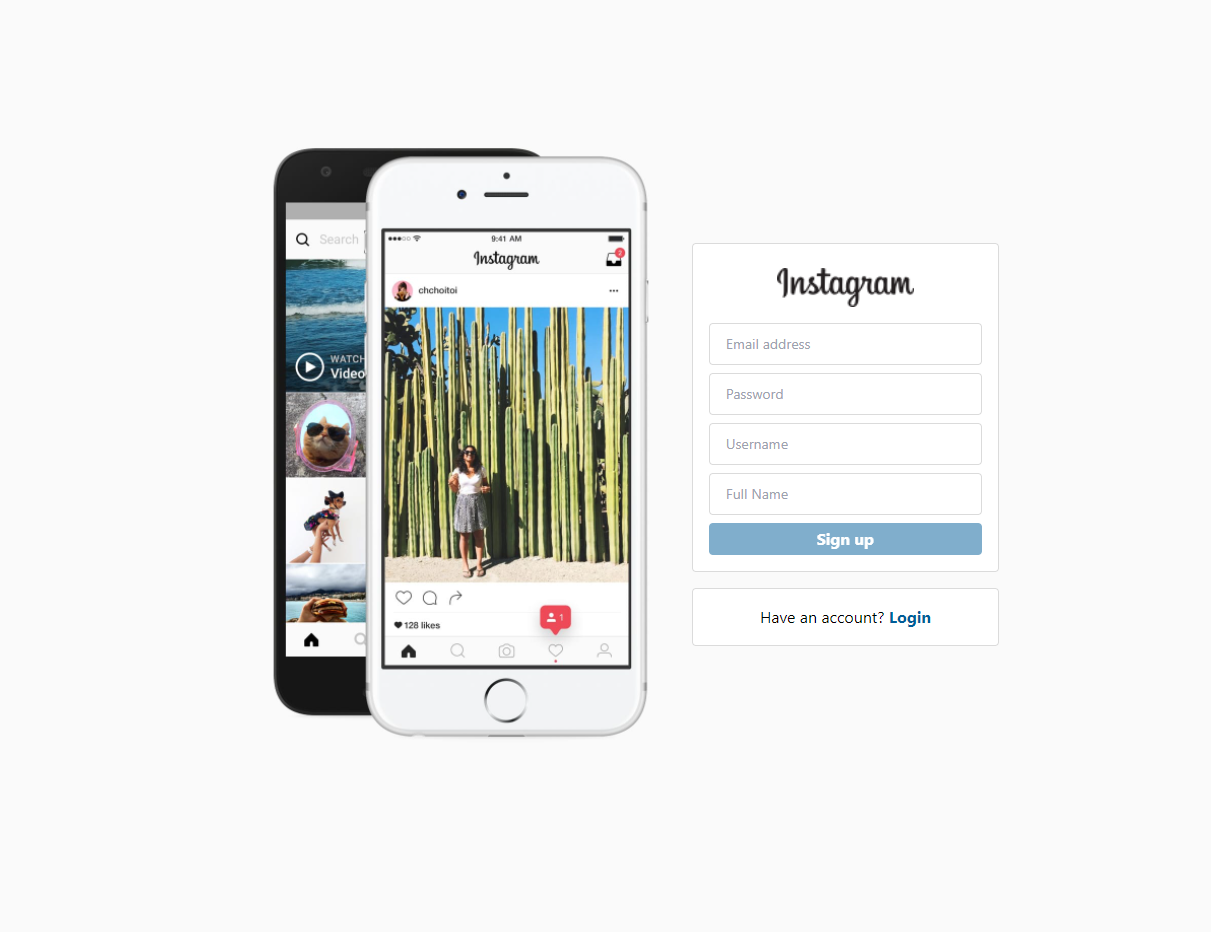 Search
WATCH
Video
9:41 AM
Instagram
2
chchoitoi
128 likes
1
Instagram
Email address
Password
Username
Full Name
Sign up
Have an account? Login